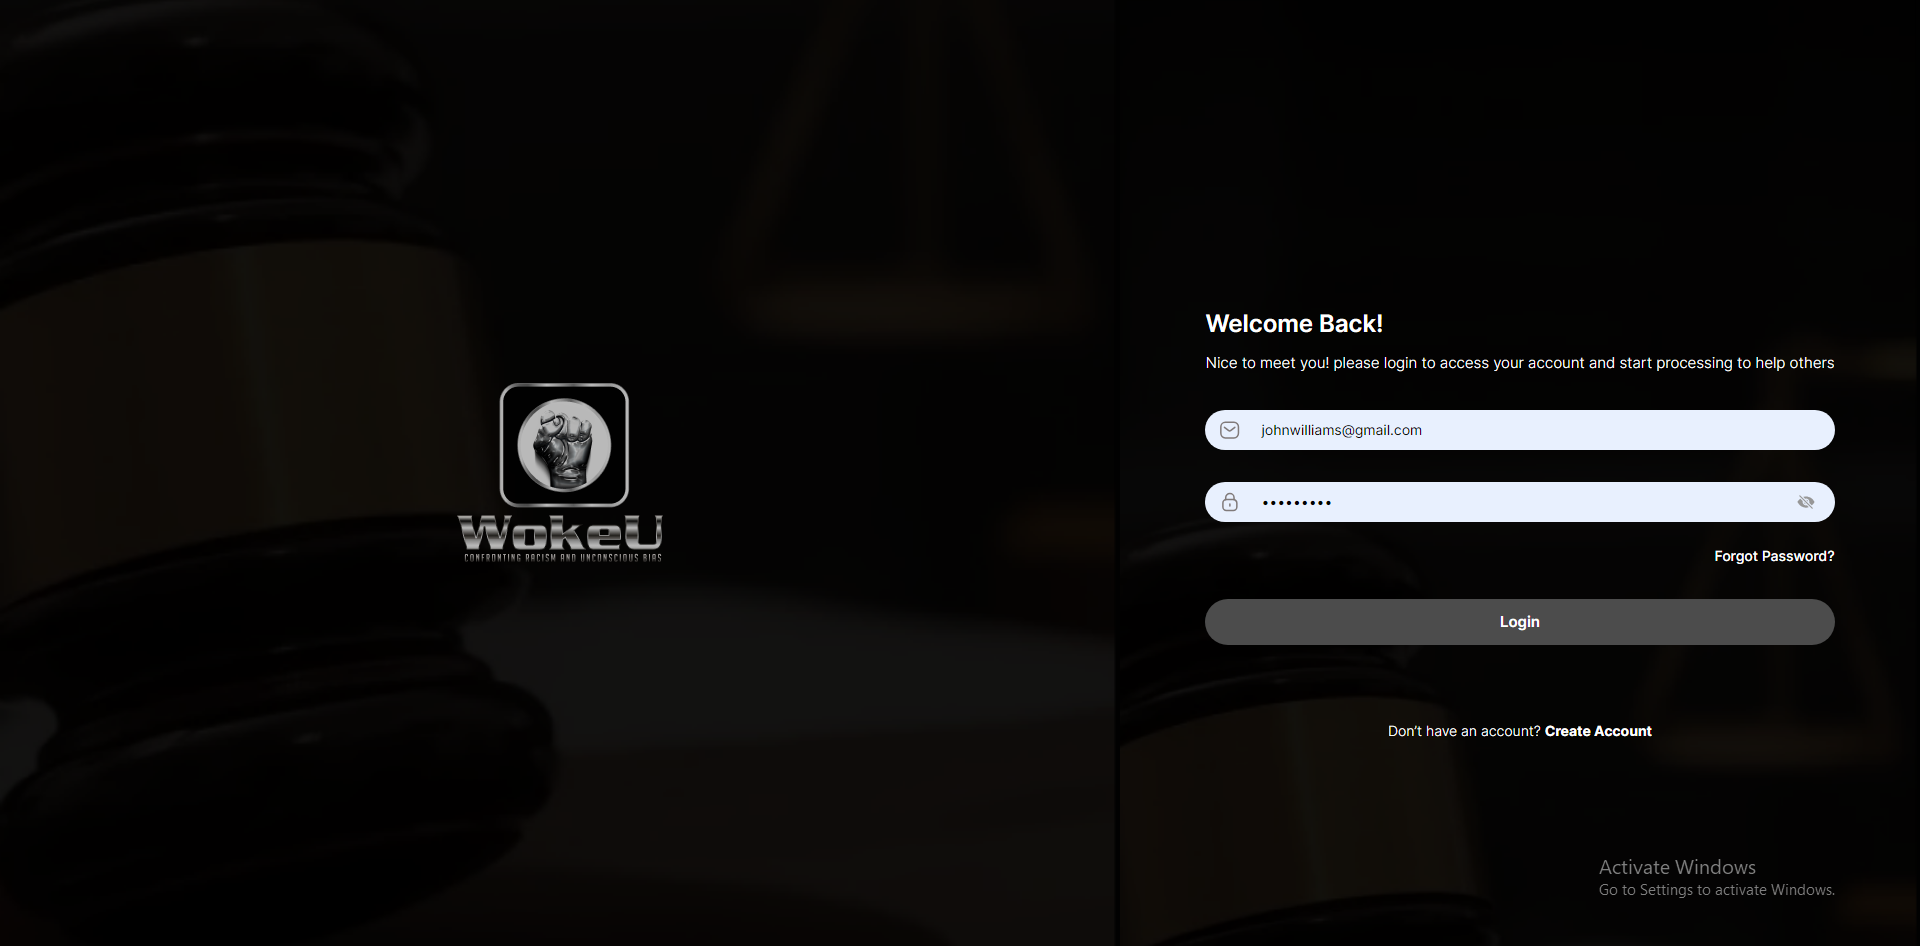 WokeU
CONFRONTING RACISM AND UNCONSCIOUS BIAS
Welcome Back!
Nice to meet you! please login to access your account and start processing to help others
johnwilliams@gmail.com
•••••••••
Forgot Password?
Login
Don’t have an account? Create Account
Activate Windows
Go to Settings to activate Windows.